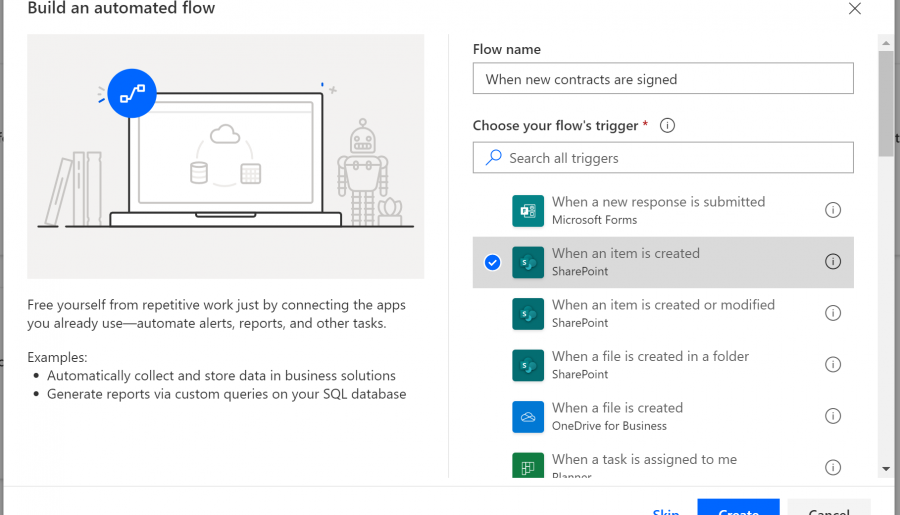 Build an automated flow
Free yourself from repetitive work just by connecting the apps
you already use—automate alerts, reports, and other tasks.
Examples:
• Automatically collect and store data in business solutions
• Generate reports via custom queries on your SQL database
Flow name
When new contracts are signed
Choose your flow's trigger *
Search all triggers
When a new response is submitted
Microsoft Forms
When an item is created
SharePoint
When an item is created or modified
SharePoint
When a file is created in a folder
SharePoint
When a file is created
OneDrive for Business
When a task is assigned to me
Planner
Skip
Create
Cancel